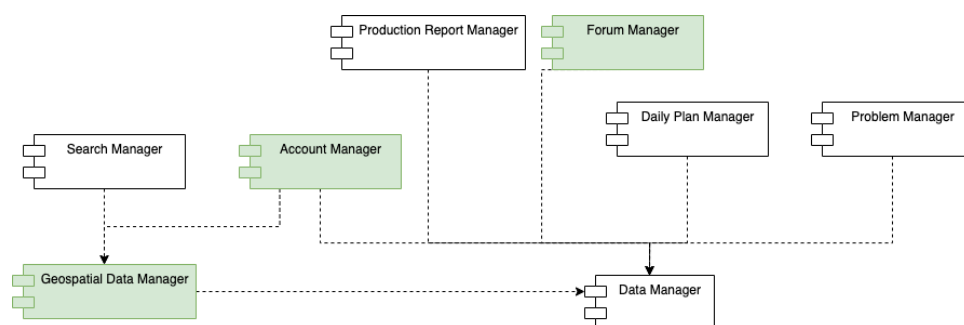 Production Report Manager
Forum Manager
Daily Plan Manager
Problem Manager
Search Manager
Account Manager
Geospatial Data Manager
Data Manager